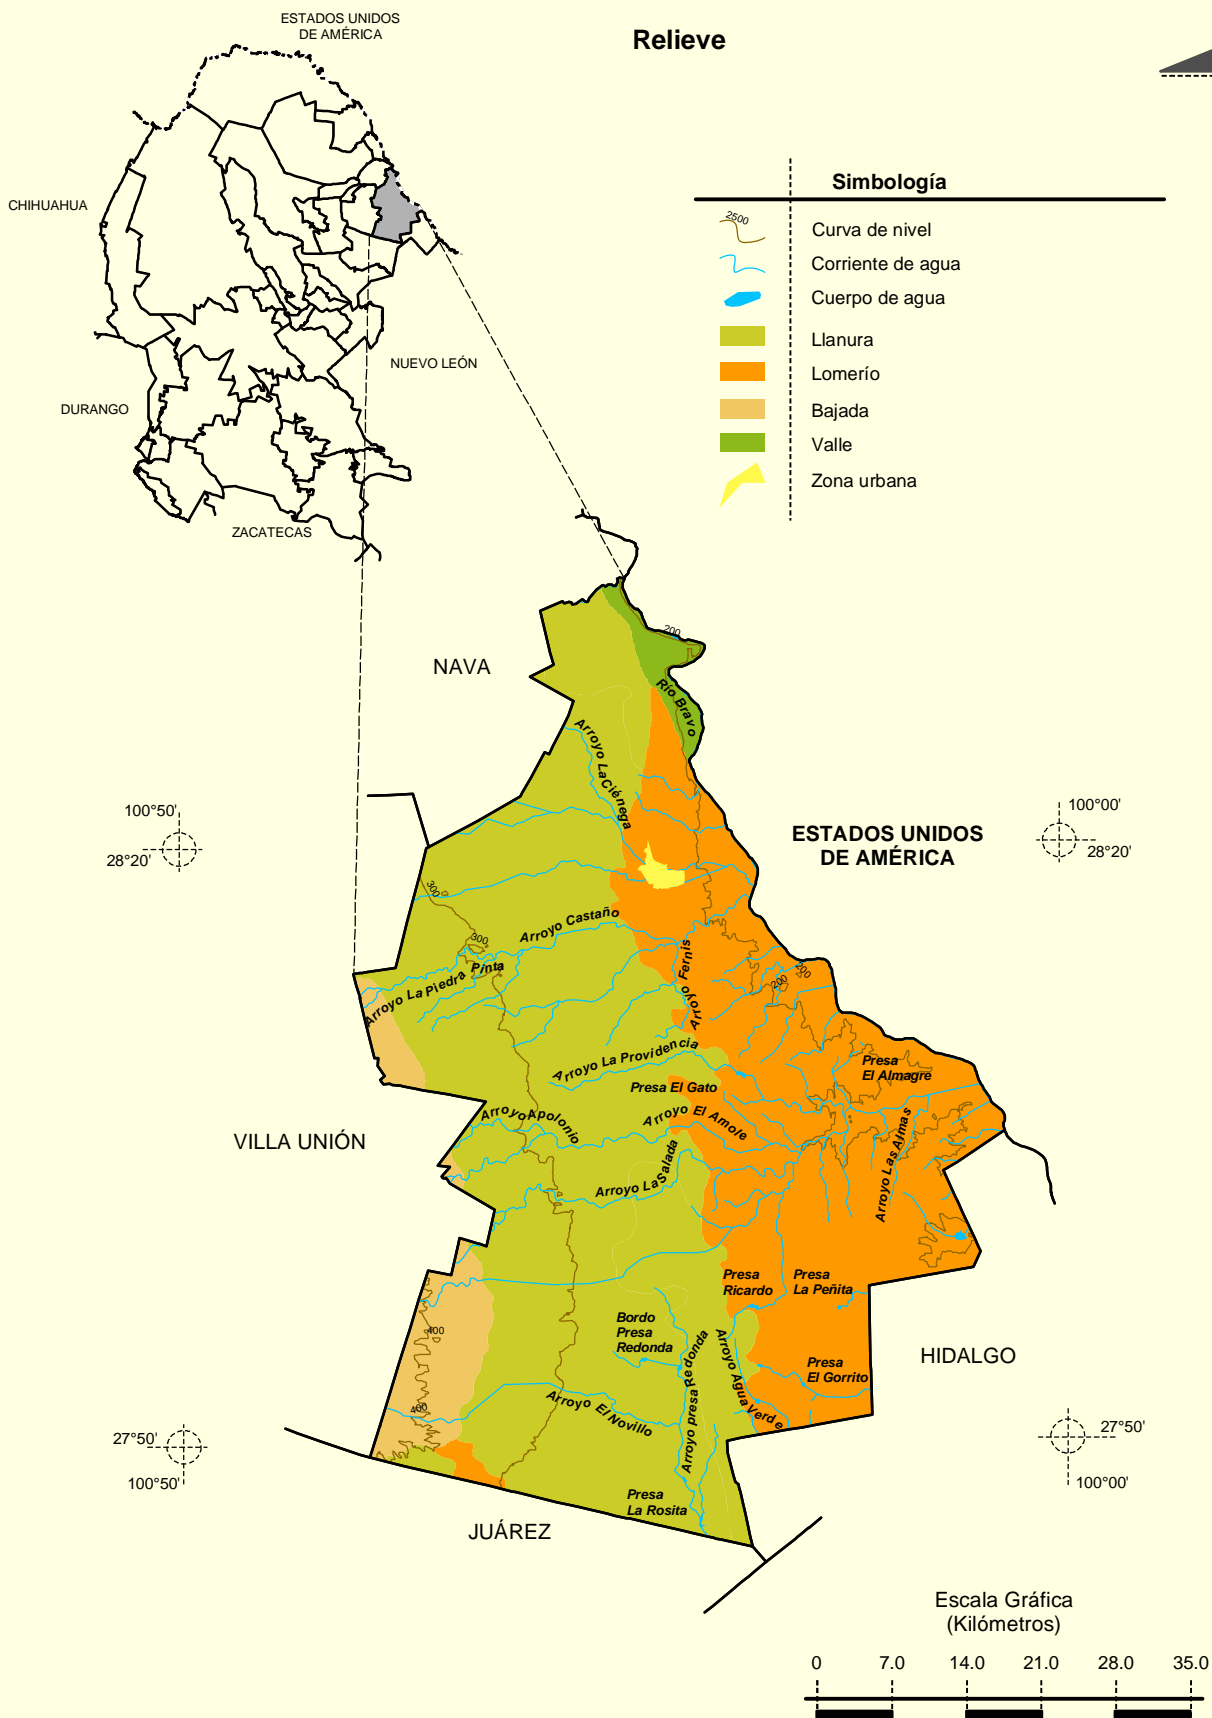 Relieve
ESTADOS UNIDOS
DE AMÉRICA
CHIHUAHUA
NUEVO LEÓN
DURANGO
ZACATECAS
Simbología
2500
Curva de nivel
Corriente de agua
Cuerpo de agua
Llanura
Lomerío
Bajada
Valle
Zona urbana
200
NAVA
Río Bravo
Arroyo La Ciénega
100°50'
28°20'
100°00'
28°20'
ESTADOS UNIDOS
DE AMÉRICA
300
Arroyo Castaño
300
Arroyo La Piedra Pinta
Arroyo Fernis
200
200
Arroyo La Providencia
Presa
El Almagre
Presa El Gato
Arroyo Apolonio
Arroyo El Amole
Arroyo Las Almas
VILLA UNIÓN
Arroyo La Salada
Presa
Ricardo
Presa
La Peñita
Bordo
Presa
Redonda
400
Arroyo presa Redonda
Arroyo Agua Verde
HIDALGO
Presa
El Gorrito
400
Arroyo El Novillo
27°50'
100°50'
27°50'
100°00'
Presa
La Rosita
JUÁREZ
Escala Gráfica
(Kilómetros)
0 7.0 14.0 21.0 28.0 35.0